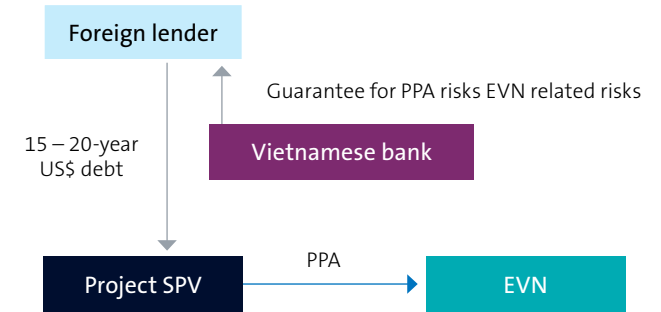 Foreign lender
Guarantee for PPA risks EVN related risks
15 – 20-year
US$ debt
Vietnamese bank
PPA
Project SPV
EVN